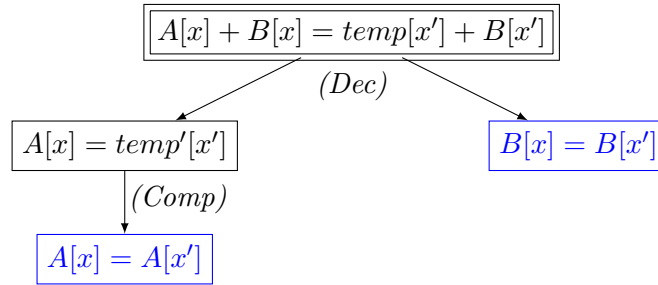 A[x] + B[x] = temp[x′] + B[x′]
(Dec)
A[x] = temp′[x′]
B[x] = B[x′]
(Comp)
A[x] = A[x′]